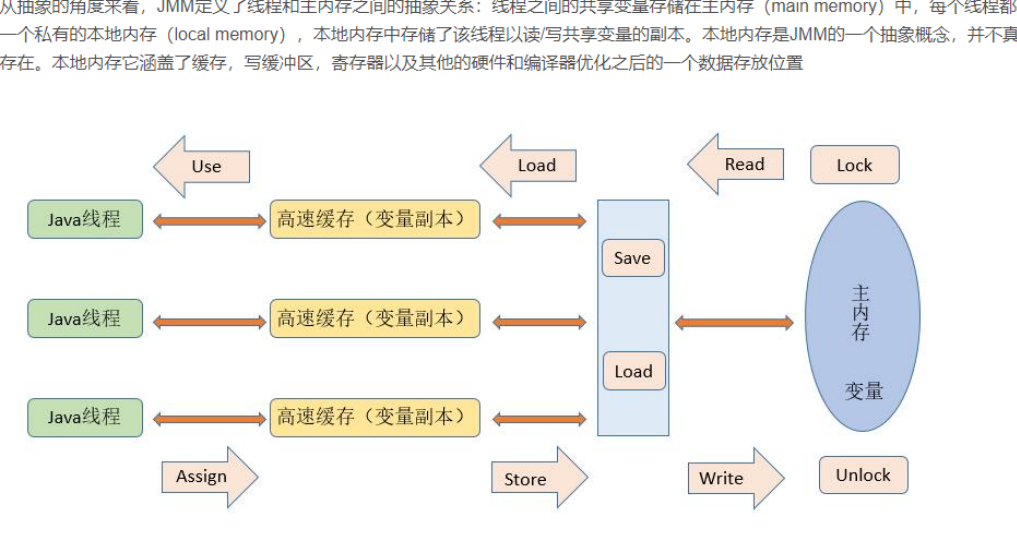 从抽象的角度来看，JMM定义了线程和主内存之间的抽象关系：线程之间的共享变量存储在主内存（main memory）中，每个线程都
一个私有的本地内存（local memory），本地内存中存储了该线程以读/写共享变量的副本。本地内存是JMM的一个抽象概念，并不真
存在。本地内存它涵盖了缓存，写缓冲区，寄存器以及其他的硬件和编译器优化之后的一个数据存放位置
Use
Load
Read
Lock
Java线程
高速缓存（变量副本）
Save
Java线程
高速缓存（变量副本）
主内存
Load
变量
Java线程
高速缓存（变量副本）
Assign
Store
Write
Unlock